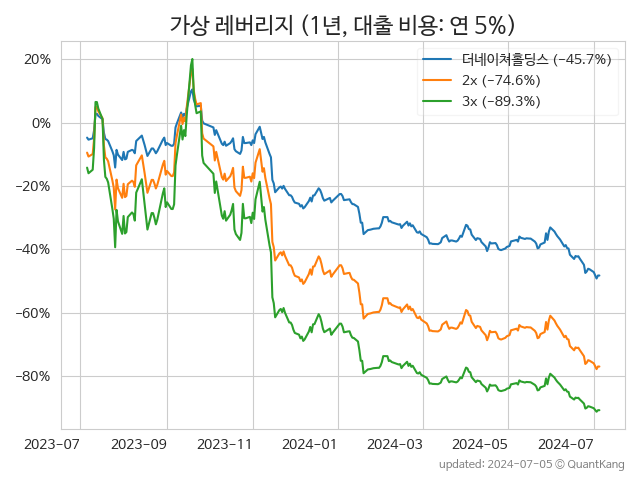 가상 레버리지 (1년, 대출 비용: 연 5%)
더네이쳐홀딩스 (−45.7%)
2x (−74.6%)
3x (−89.3%)
20%
0%
−20%
−40%
−60%
−80%
2023-07
2023-09
2023-11
2024-01
2024-03
2024-05
2024-07
updated: 2024-07-05 © QuantKang